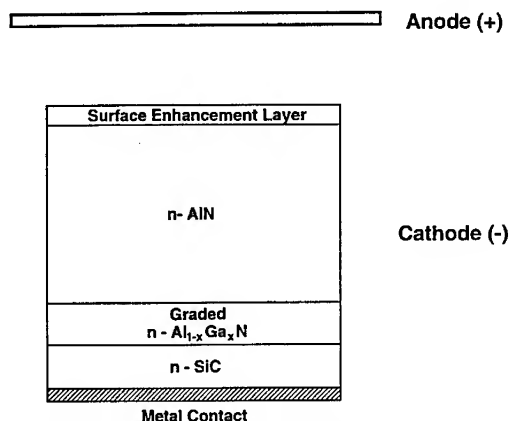 Anode (+)
Surface Enhancement Layer
n- AlN
Cathode (-)
Graded
n - Al₁₋ₓGaₓN
n - SiC
Metal Contact